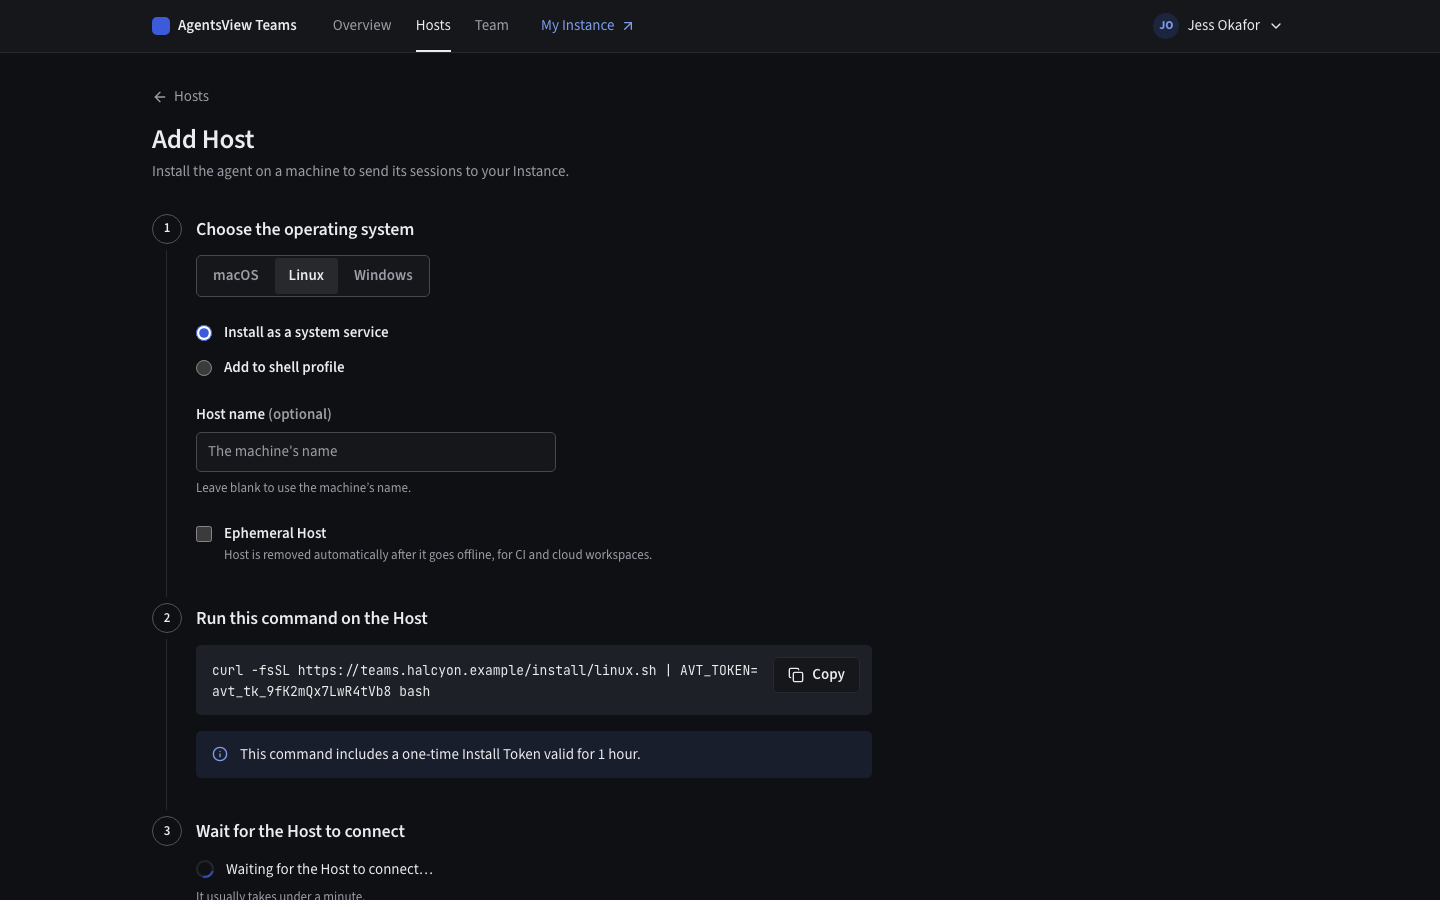 AgentsView Teams
Overview
Hosts
Team
My Instance
JO
Jess Okafor
Hosts
Add Host
Install the agent on a machine to send its sessions to your Instance.
1
Choose the operating system
macOS
Linux
Windows
Install as a system service
Add to shell profile
Host name (optional)
The machine's name
Leave blank to use the machine’s name.
Ephemeral Host
Host is removed automatically after it goes offline, for CI and cloud workspaces.
2
Run this command on the Host
curl -fsSL https://teams.halcyon.example/install/linux.sh | AVT_TOKEN=
avt_tk_9fK2mQx7LwR4tVb8 bash
Copy
This command includes a one-time Install Token valid for 1 hour.
3
Wait for the Host to connect
Waiting for the Host to connect…
It usually takes under a minute.